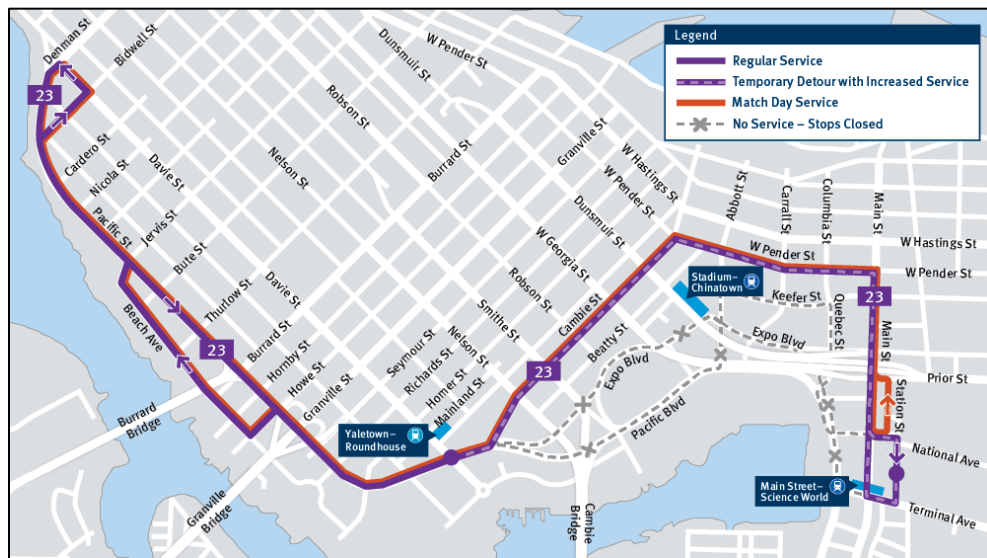 Legend
Regular Service
Temporary Detour with Increased Service
Match Day Service
No Service – Stops Closed
Denman St
Bidwell St
Dunsmuir St
W Pender St
Robson St
Granville St
W Hastings St
W Pender St
23
Cardero St
Nicola St
Davie St
Nelson St
Burrard St
Dunsmuir St
Abbott St
Carrall St
Columbia St
Main St
Pacific St
Jervis St
Bute St
W Georgia St
W Pender St
W Hastings St
W Pender St
Robson St
Stadium–
Chinatown
Keefer St
23
Beach Ave
Thurlow St
Davie St
Smithe St
Cambie St
Beatty St
Expo Blvd
Expo Blvd
Quebec St
Main St
23
Burrard St
Hornby St
Howe St
Granville St
Seymour St
Richards St
Homer St
Mainland St
Nelson St
23
Pacific Blvd
Prior St
Station St
Burrard
Bridge
Yaletown–
Roundhouse
National Ave
Granville
Bridge
Cambie
Bridge
Main Street–
Science World
Terminal Ave